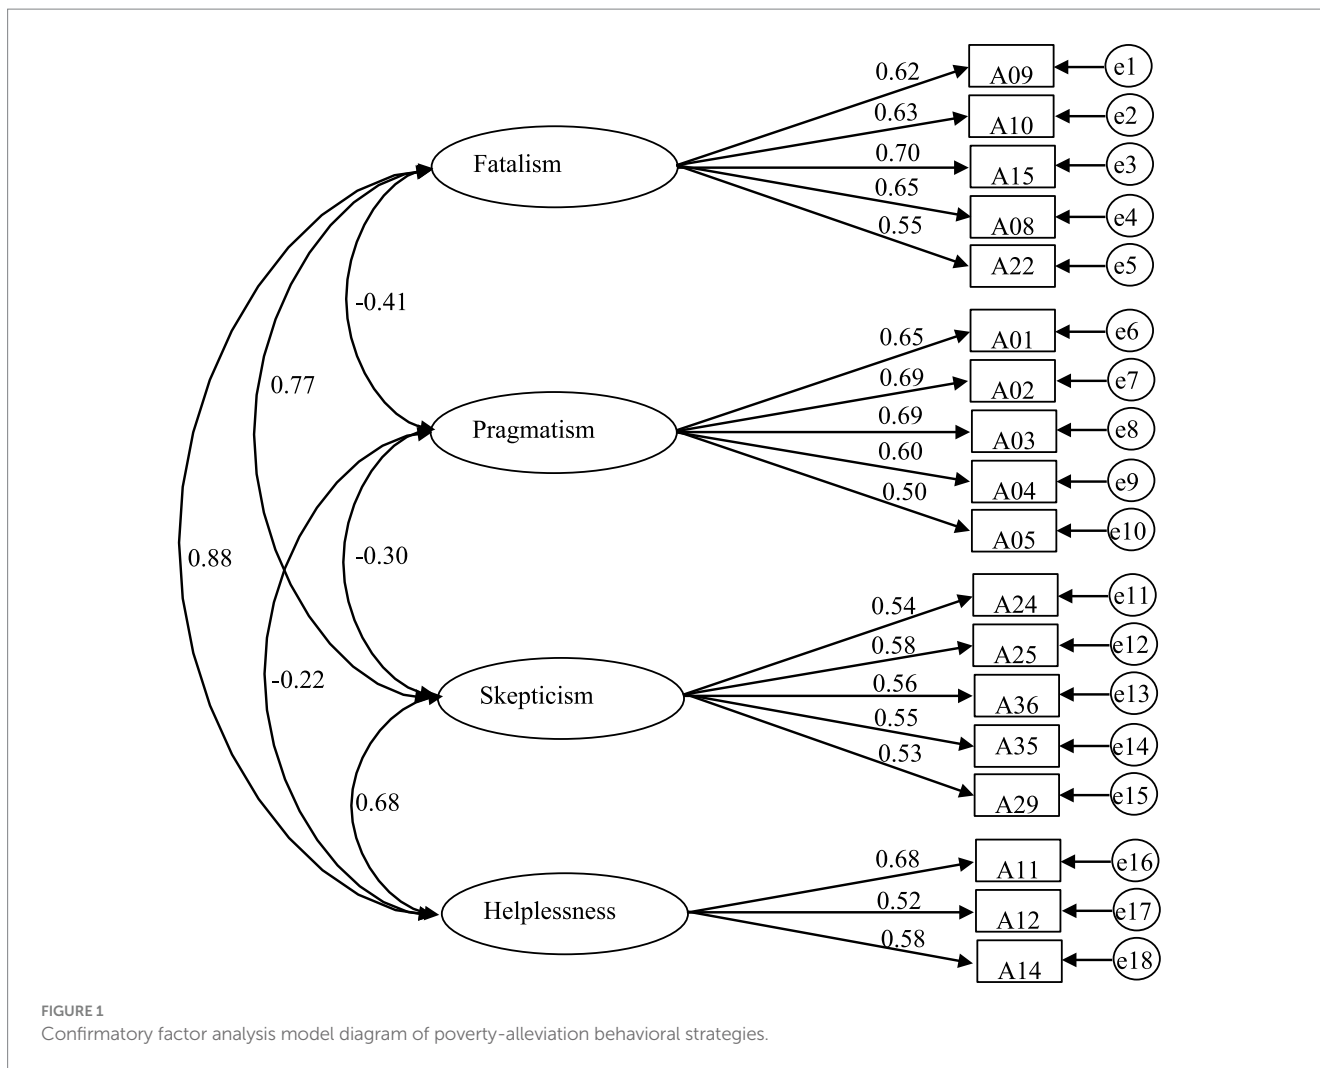 0.62 A09 e1
0.63 A10 e2
Fatalism 0.70 A15 e3
0.65 A08 e4
0.55 A22 e5
-0.41
0.65 A01 e6
0.77 0.69 A02 e7
Pragmatism 0.69 A03 e8
0.60 A04 e9
0.50 A05 e10
0.88 -0.30
0.54 A24 e11
0.58 A25 e12
-0.22 Skepticism 0.56 A36 e13
0.55 A35 e14
0.53 A29 e15
0.68
0.68 A11 e16
Helplessness 0.52 A12 e17
0.58 A14 e18
FIGURE 1
Confirmatory factor analysis model diagram of poverty-alleviation behavioral strategies.